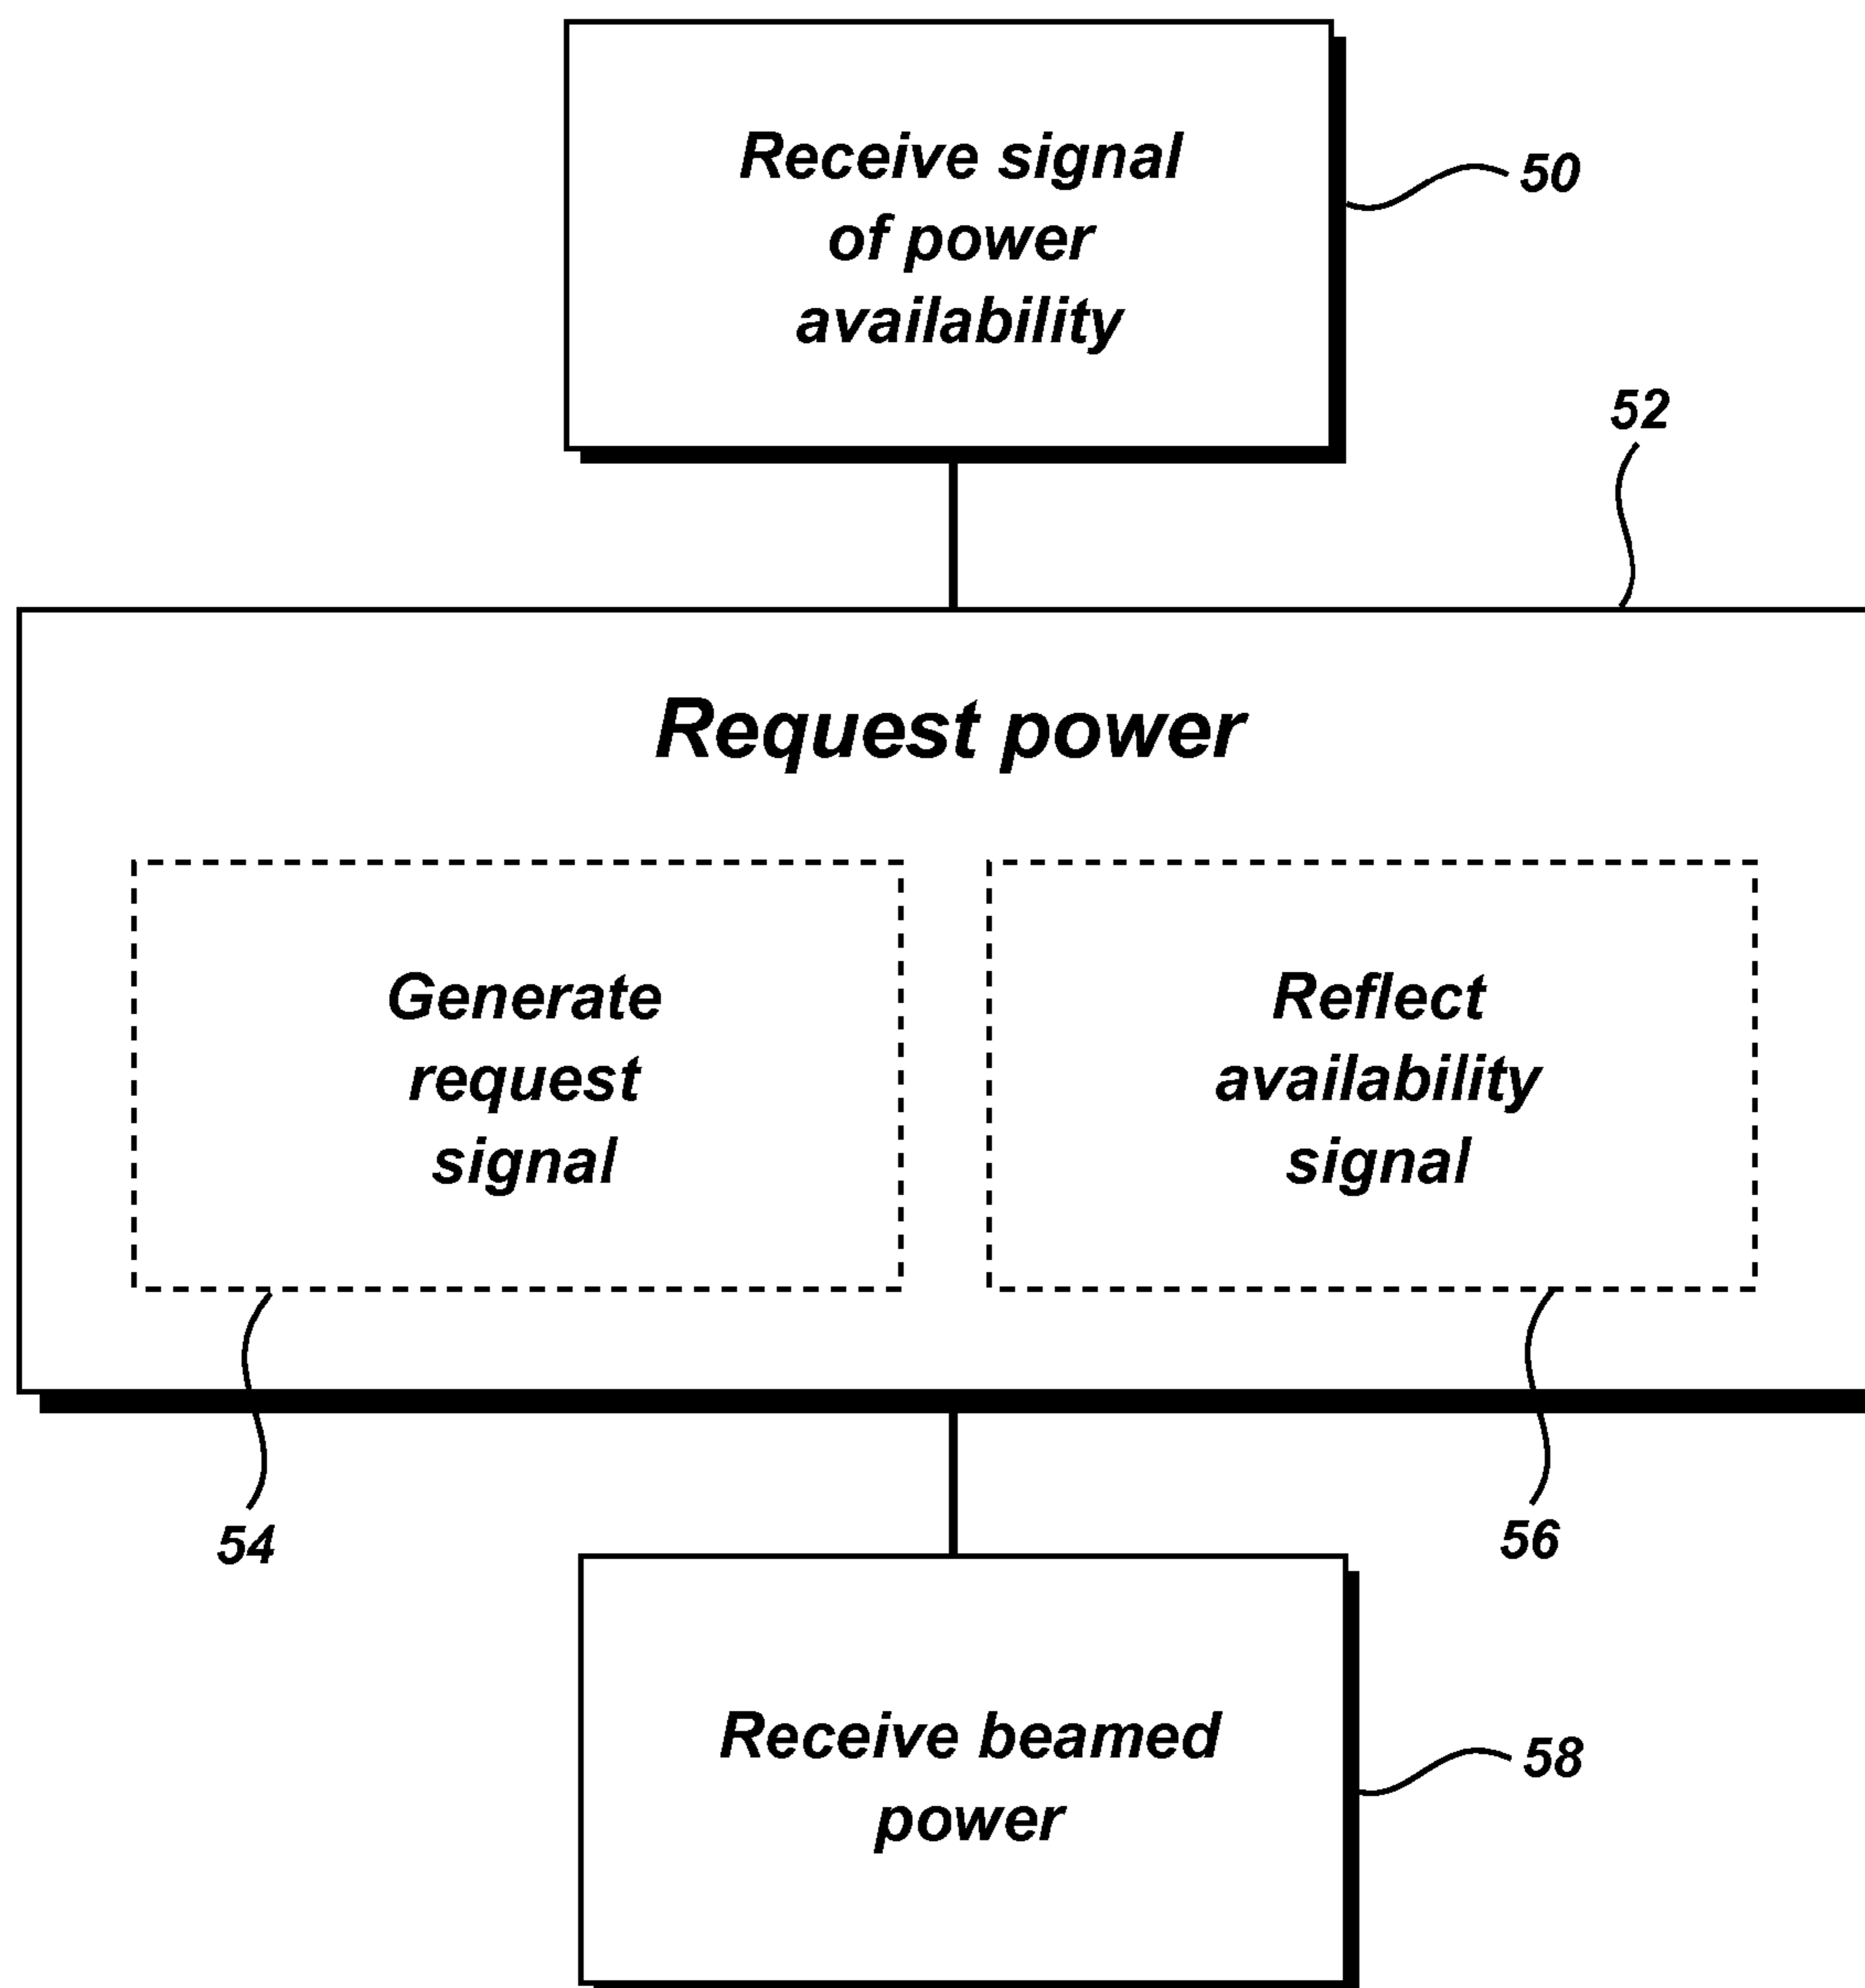 Receive signal
of power
availability
50
52
Request power
Generate
request
signal
Reflect
availability
signal
54
56
Receive beamed
power
58